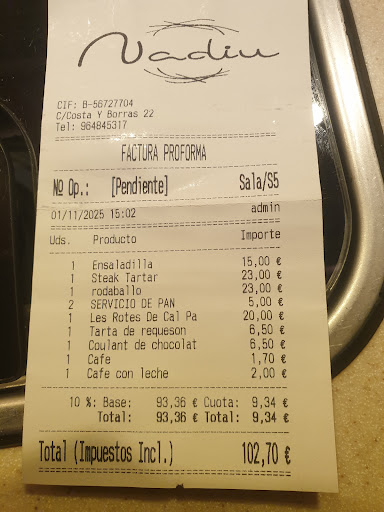 Nadiu
CIF: B-56727704
C/Costa Y Borras 22
Tel: 964845317
FACTURA PROFORMA
Nº Op.: [Pendiente] Sala/S5
01/11/2025 15:02 admin
Uds. Producto Importe
1 Ensaladilla 15,00 €
1 Steak Tartar 23,00 €
1 rodaballo 23,00 €
2 SERVICIO DE PAN 5,00 €
1 Les Rotes De Cal Pa 20,00 €
1 Tarta de requeson 6,50 €
1 Coulant de chocolat 6,50 €
1 Cafe 1,70 €
1 Cafe con leche 2,00 €
10 %: Base: 93,36 € Cuota: 9,34 €
Total: 93,36 € Total: 9,34 €
Total (Impuestos Incl.) 102,70 €